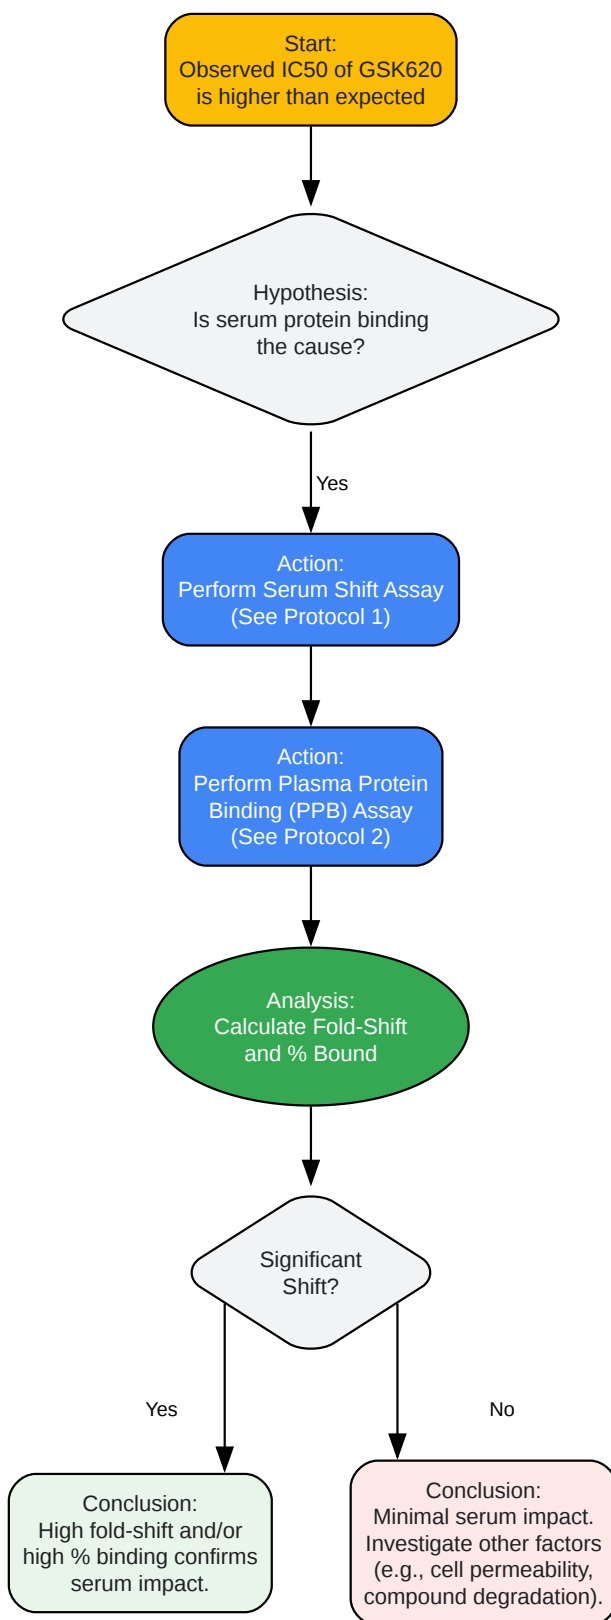 Start:
Observed IC50 of GSK620
is higher than expected
Hypothesis:
Is serum protein binding
the cause?
Yes
Action:
Perform Serum Shift Assay
(See Protocol 1)
Action:
Perform Plasma Protein
Binding (PPB) Assay
(See Protocol 2)
Analysis:
Calculate Fold-Shift
and % Bound
Significant
Shift?
Yes
No
Conclusion:
High fold-shift and/or
high % binding confirms
serum impact.
Conclusion:
Minimal serum impact.
Investigate other factors
(e.g., cell permeability,
compound degradation).